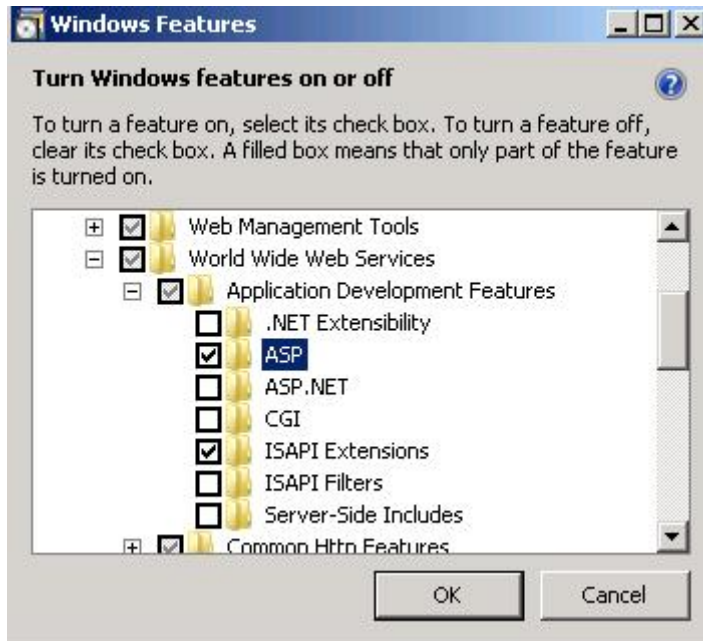 Windows Features
Turn Windows features on or off
To turn a feature on, select its check box. To turn a feature off,
clear its check box. A filled box means that only part of the feature
is turned on.
Web Management Tools
World Wide Web Services
Application Development Features
.NET Extensibility
ASP
ASP.NET
CGI
ISAPI Extensions
ISAPI Filters
Server-Side Includes
Common Http Features
OK Cancel